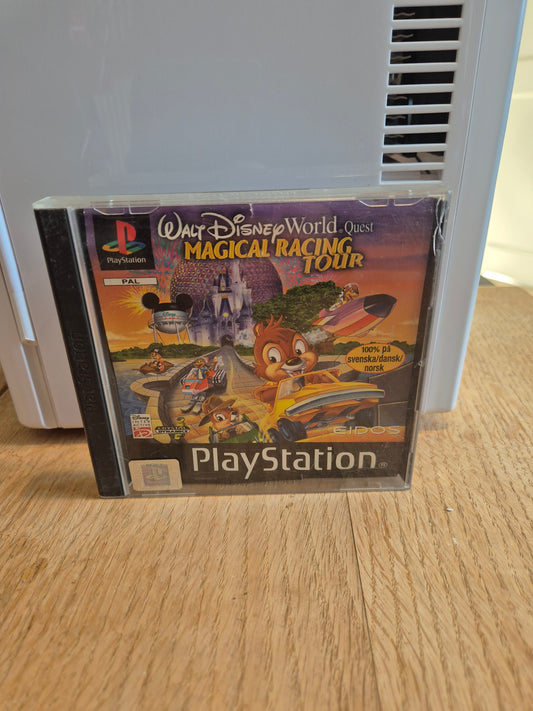 Walt Disney World Quest
MAGICAL RACING
TOUR
PlayStation
PAL
100% på
svenska/dansk/
norsk
EIDOS
PlayStation
PlayStation